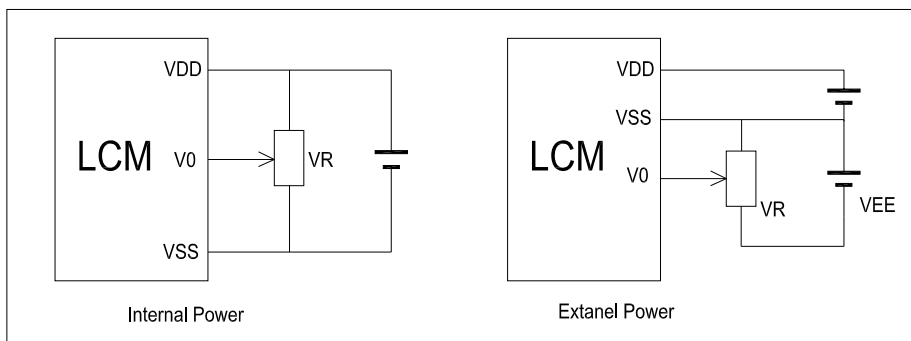 VDD
LCM
V0
VR
VSS
Internal Power
VDD
VSS
LCM
V0
VR
VEE
Extanel Power